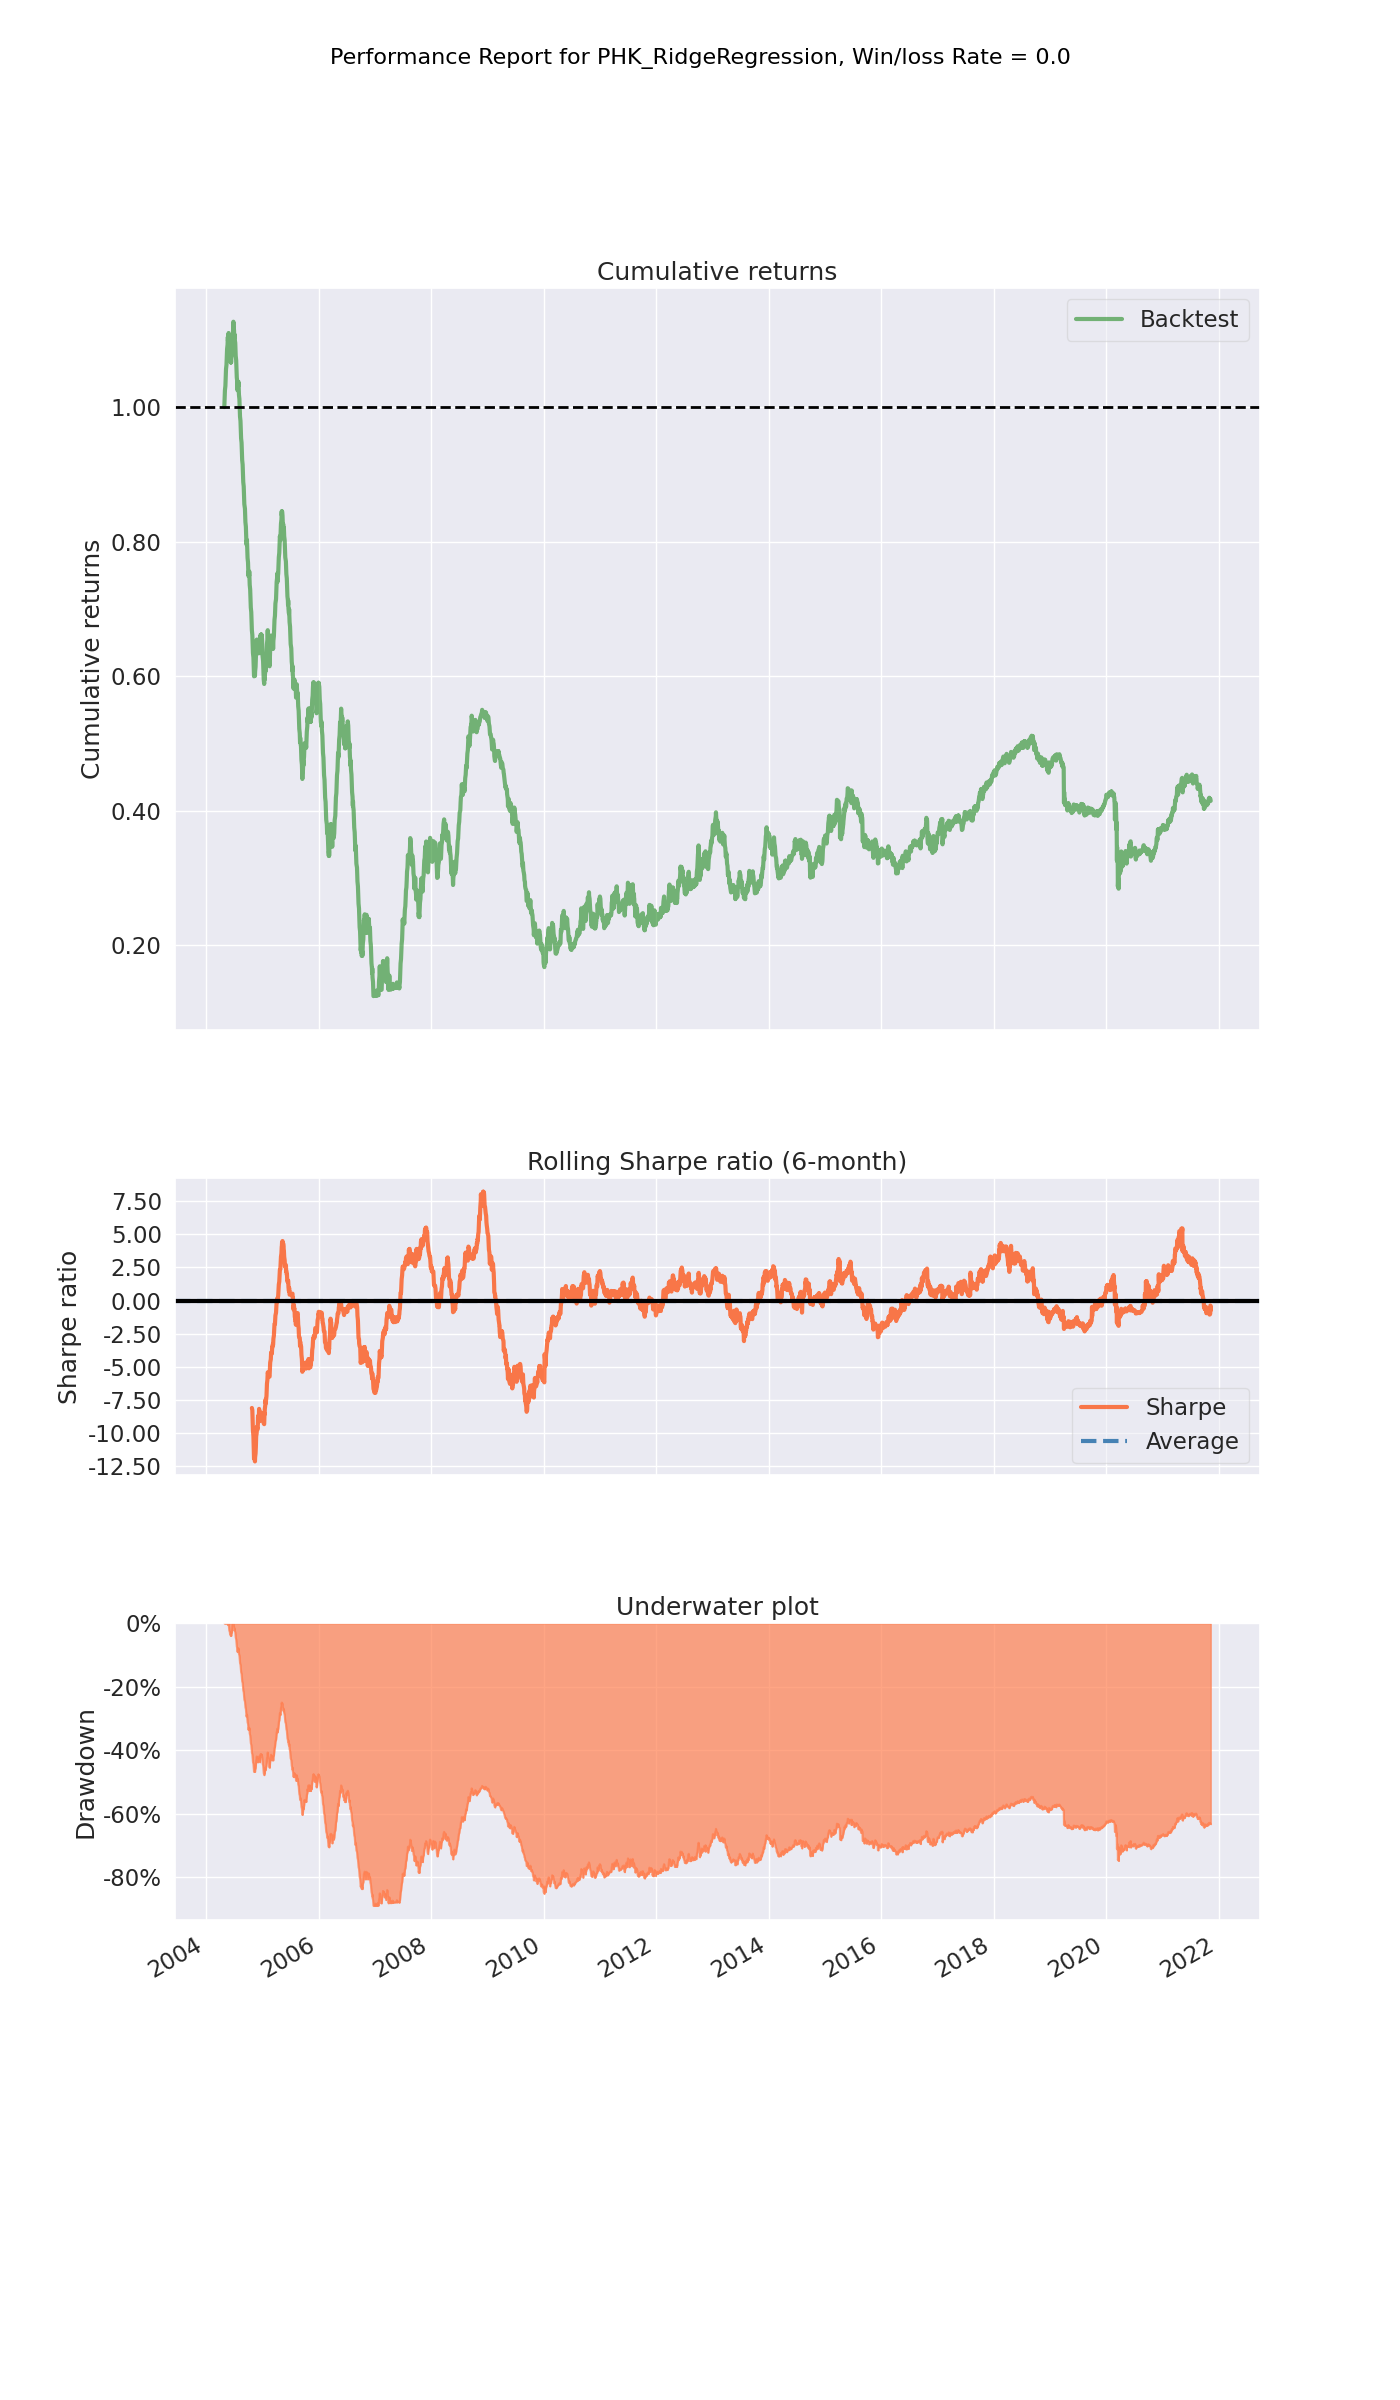 Performance Report for PHK_RidgeRegression, Win/loss Rate = 0.0
Cumulative returns
Backtest
Cumulative returns
1.00
0.80
0.60
0.40
0.20
Rolling Sharpe ratio (6-month)
Sharpe ratio
7.50
5.00
2.50
0.00
-2.50
-5.00
-7.50
-10.00
-12.50
Sharpe
Average
Underwater plot
Drawdown
0%
-20%
-40%
-60%
-80%
2004
2006
2008
2010
2012
2014
2016
2018
2020
2022